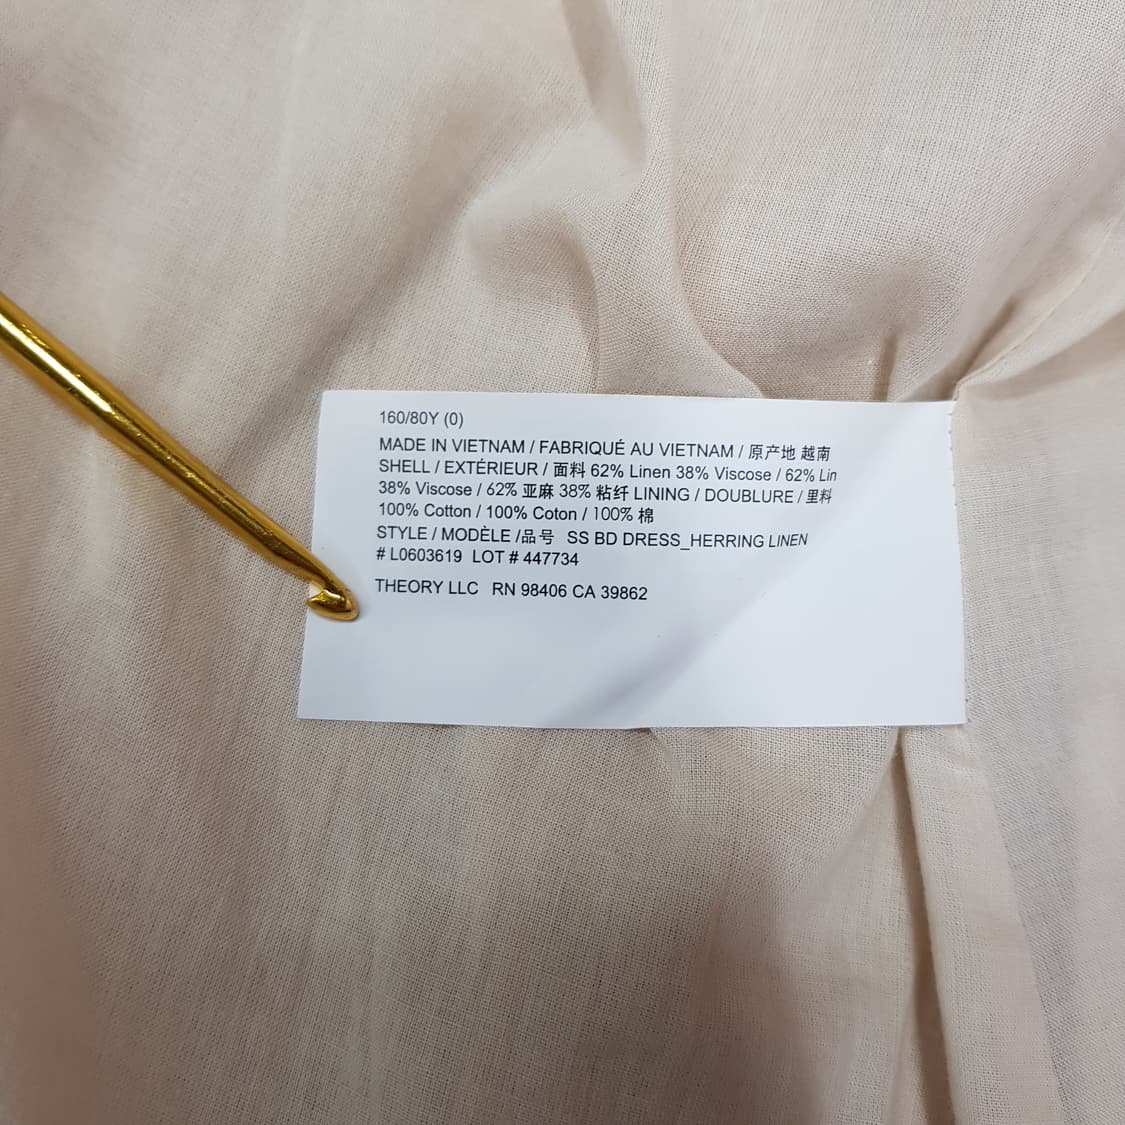 160/80Y (0)
MADE IN VIETNAM / FABRIQUÉ AU VIETNAM / 原产地 越南
SHELL / EXTÉRIEUR / 面料 62% Linen 38% Viscose / 62% Lin
38% Viscose / 62% 亚麻 38% 粘纤 LINING / DOUBLURE / 里料
100% Cotton / 100% Coton / 100% 棉
STYLE / MODÈLE /品号 SS BD DRESS_HERRING LINEN
# L0603619 LOT # 447734
THEORY LLC RN 98406 CA 39862